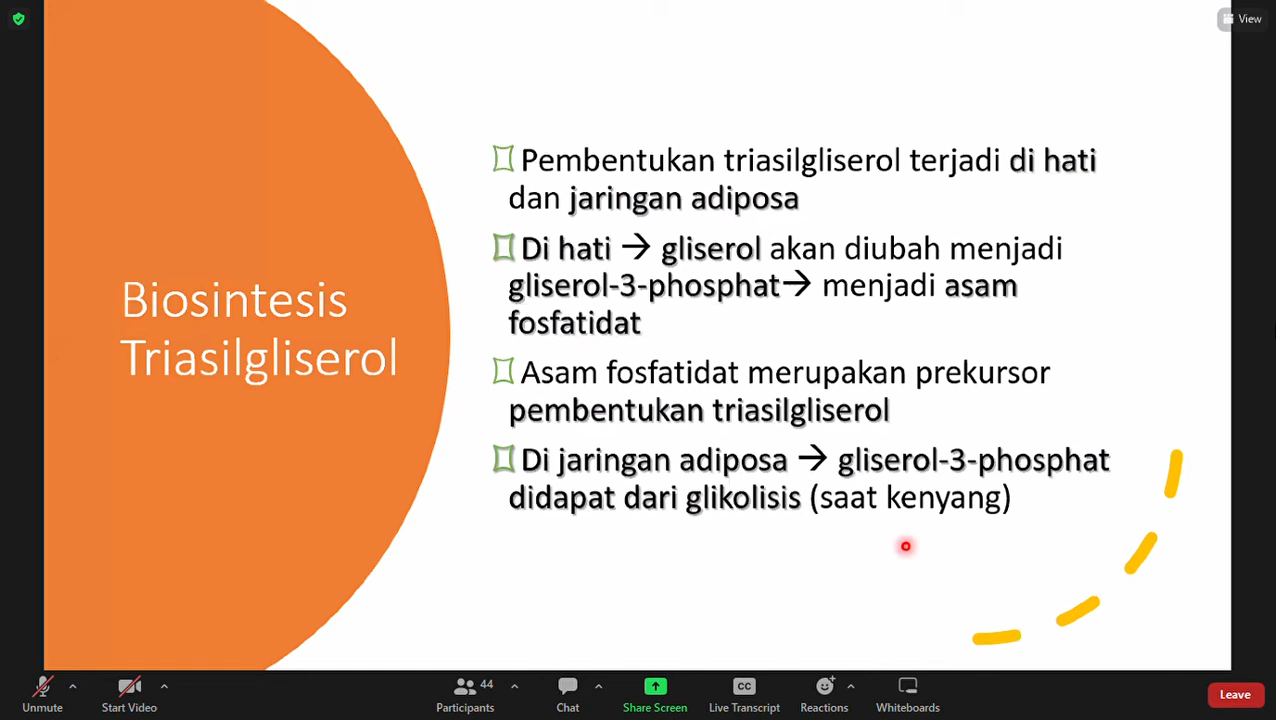 View
Biosintesis
Triasilgliserol
Pembentukan triasilgliserol terjadi di hati
dan jaringan adiposa
Di hati → gliserol akan diubah menjadi
gliserol-3-phosphat→ menjadi asam
fosfatidat
Asam fosfatidat merupakan prekursor
pembentukan triasilgliserol
Di jaringan adiposa → gliserol-3-phosphat
didapat dari glikolisis (saat kenyang)
Unmute
Start Video
44
Participants
Chat
Share Screen
CC
Live Transcript
Reactions
Whiteboards
Leave